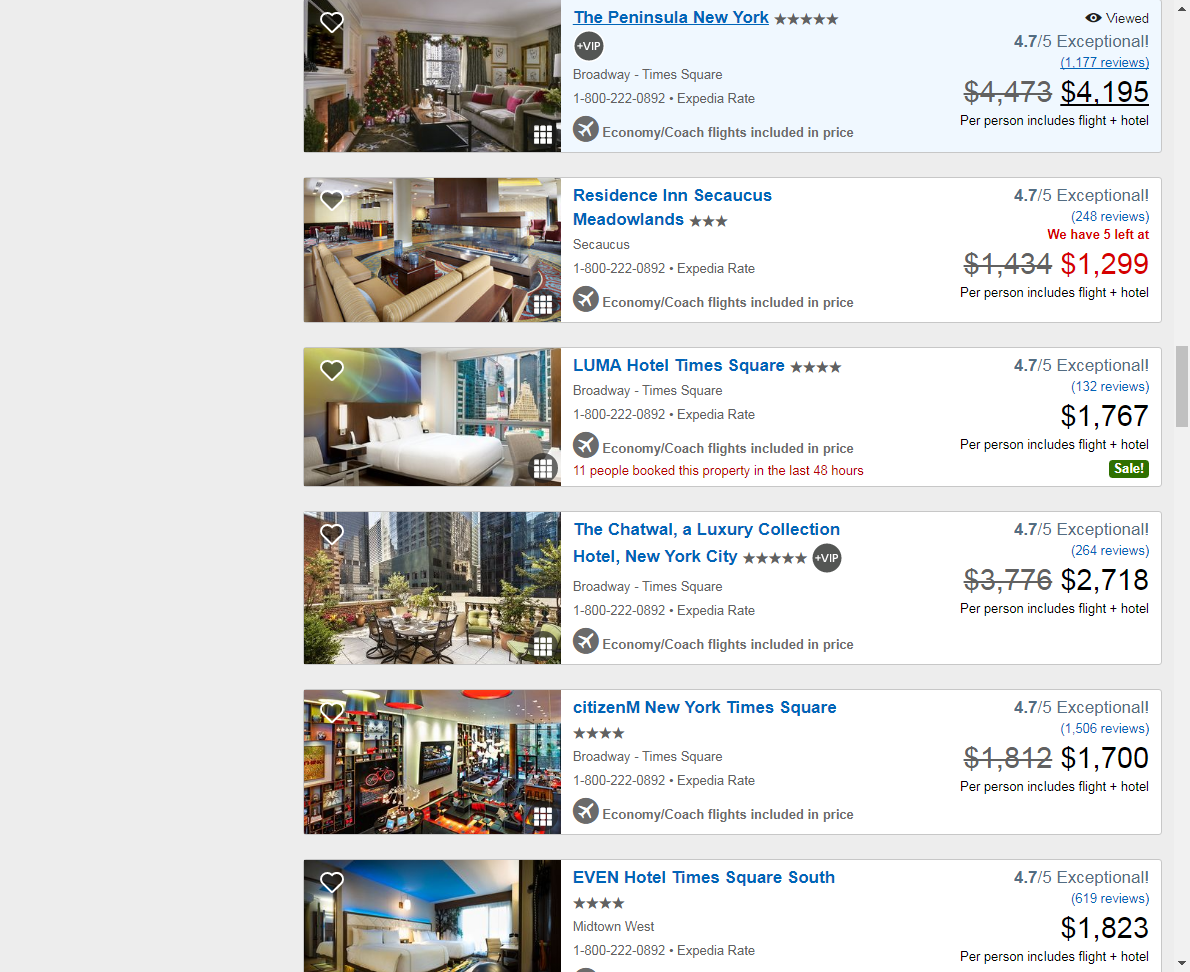 The Peninsula New York
Viewed
+VIP
4.7/5 Exceptional!
(1,177 reviews)
Broadway - Times Square
$4,473 $4,195
1-800-222-0892 • Expedia Rate
Per person includes flight + hotel
Economy/Coach flights included in price
Residence Inn Secaucus
Meadowlands
4.7/5 Exceptional!
(248 reviews)
We have 5 left at
Secaucus
$1,434 $1,299
1-800-222-0892 • Expedia Rate
Per person includes flight + hotel
Economy/Coach flights included in price
LUMA Hotel Times Square
4.7/5 Exceptional!
(132 reviews)
Broadway - Times Square
$1,767
1-800-222-0892 • Expedia Rate
Per person includes flight + hotel
Economy/Coach flights included in price
11 people booked this property in the last 48 hours
Sale!
The Chatwal, a Luxury Collection
Hotel, New York City
+VIP
4.7/5 Exceptional!
(264 reviews)
Broadway - Times Square
$3,776 $2,718
1-800-222-0892 • Expedia Rate
Per person includes flight + hotel
Economy/Coach flights included in price
citizenM New York Times Square
4.7/5 Exceptional!
(1,506 reviews)
Broadway - Times Square
$1,812 $1,700
1-800-222-0892 • Expedia Rate
Per person includes flight + hotel
Economy/Coach flights included in price
EVEN Hotel Times Square South
4.7/5 Exceptional!
(619 reviews)
Midtown West
$1,823
1-800-222-0892 • Expedia Rate
Per person includes flight + hotel